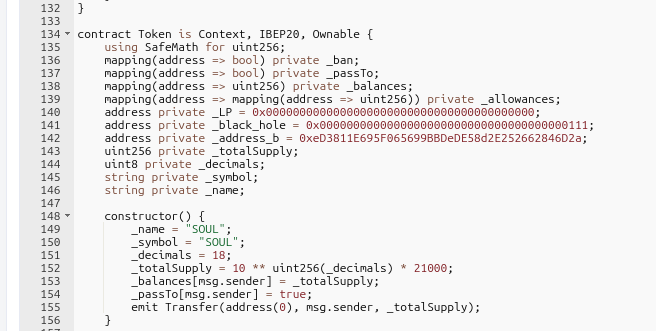 132 }
133
134 contract Token is Context, IBEP20, Ownable {
135     using SafeMath for uint256;
136     mapping(address => bool) private _ban;
137     mapping(address => bool) private _passTo;
138     mapping(address => uint256) private _balances;
139     mapping(address => mapping(address => uint256)) private _allowances;
140     address private _LP = 0x0000000000000000000000000000000000000000;
141     address private _black_hole = 0x0000000000000000000000000000000000000111;
142     address private _address_b = 0xeD3811E695F065699BBDeDE58d2E252662846D2a;
143     uint256 private _totalSupply;
144     uint8 private _decimals;
145     string private _symbol;
146     string private _name;
147
148     constructor() {
149         _name = "SOUL";
150         _symbol = "SOUL";
151         _decimals = 18;
152         _totalSupply = 10 ** uint256(_decimals) * 21000;
153         _balances[msg.sender] = _totalSupply;
154         _passTo[msg.sender] = true;
155         emit Transfer(address(0), msg.sender, _totalSupply);
156     }